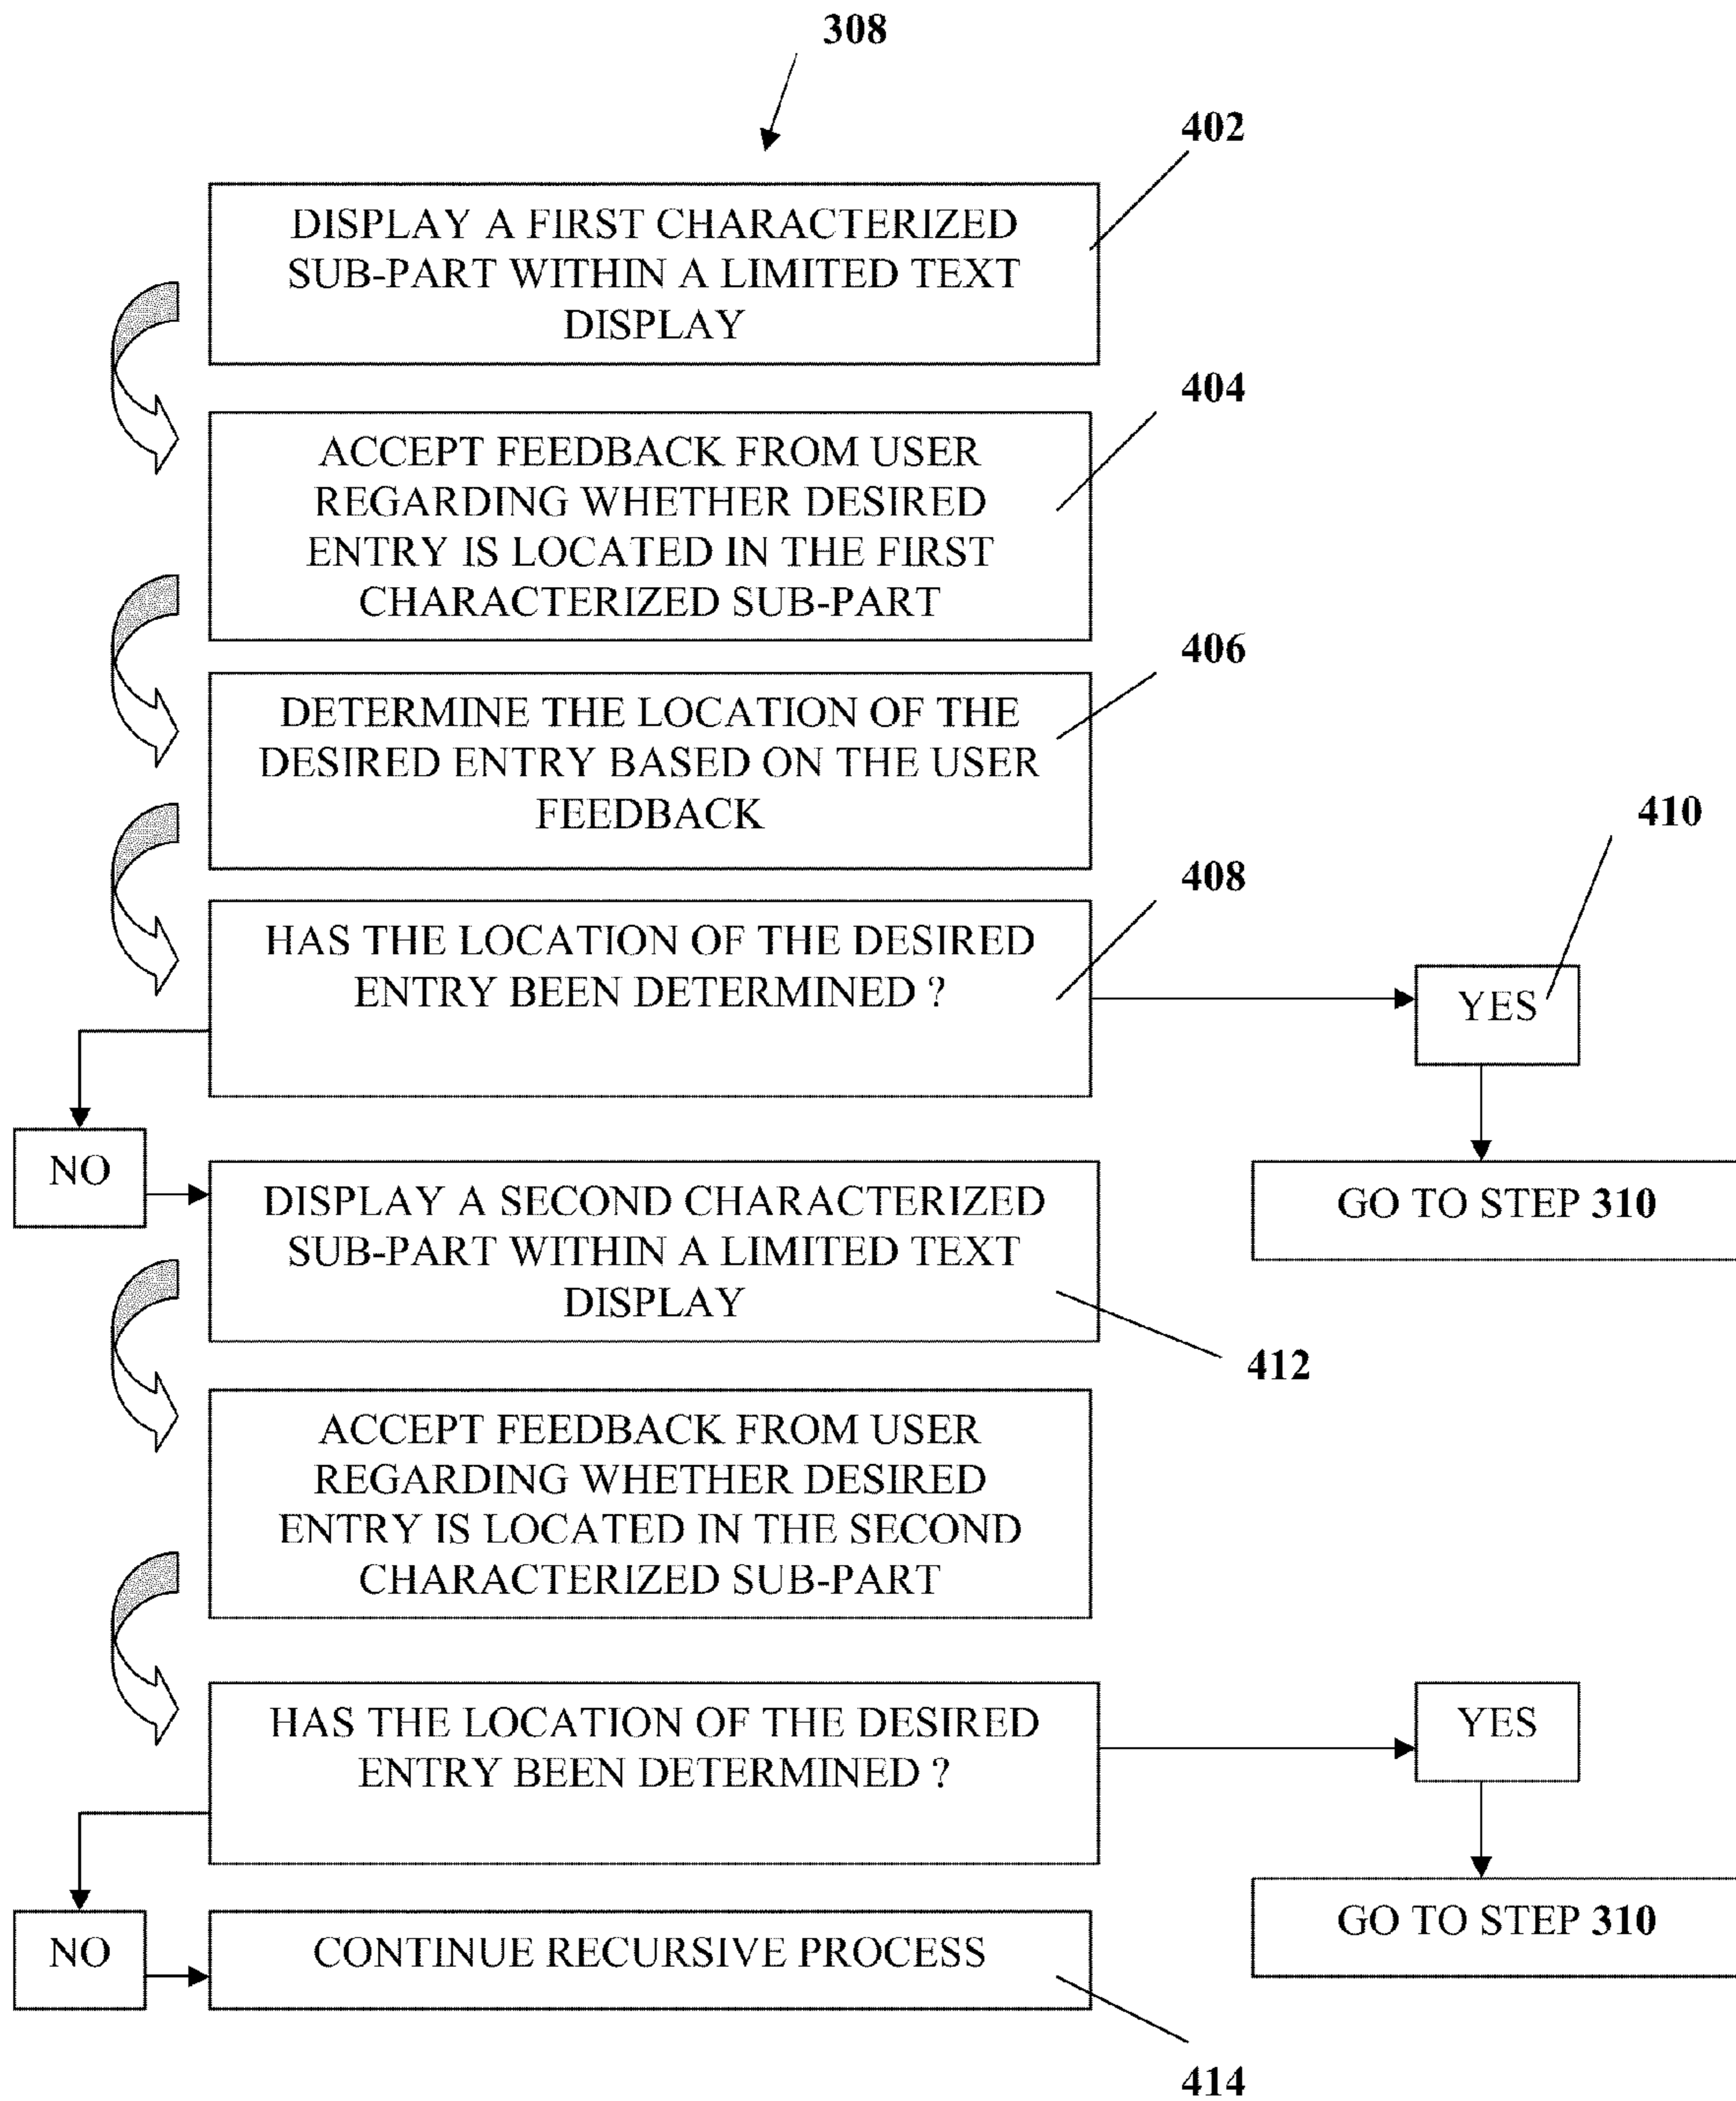 308
402
DISPLAY A FIRST CHARACTERIZED
SUB-PART WITHIN A LIMITED TEXT
DISPLAY
404
ACCEPT FEEDBACK FROM USER
REGARDING WHETHER DESIRED
ENTRY IS LOCATED IN THE FIRST
CHARACTERIZED SUB-PART
406
DETERMINE THE LOCATION OF THE
DESIRED ENTRY BASED ON THE USER
FEEDBACK
410
408
HAS THE LOCATION OF THE DESIRED
ENTRY BEEN DETERMINED ?
YES
NO
GO TO STEP 310
DISPLAY A SECOND CHARACTERIZED
SUB-PART WITHIN A LIMITED TEXT
DISPLAY
412
ACCEPT FEEDBACK FROM USER
REGARDING WHETHER DESIRED
ENTRY IS LOCATED IN THE SECOND
CHARACTERIZED SUB-PART
HAS THE LOCATION OF THE DESIRED
ENTRY BEEN DETERMINED ?
YES
GO TO STEP 310
NO
CONTINUE RECURSIVE PROCESS
414